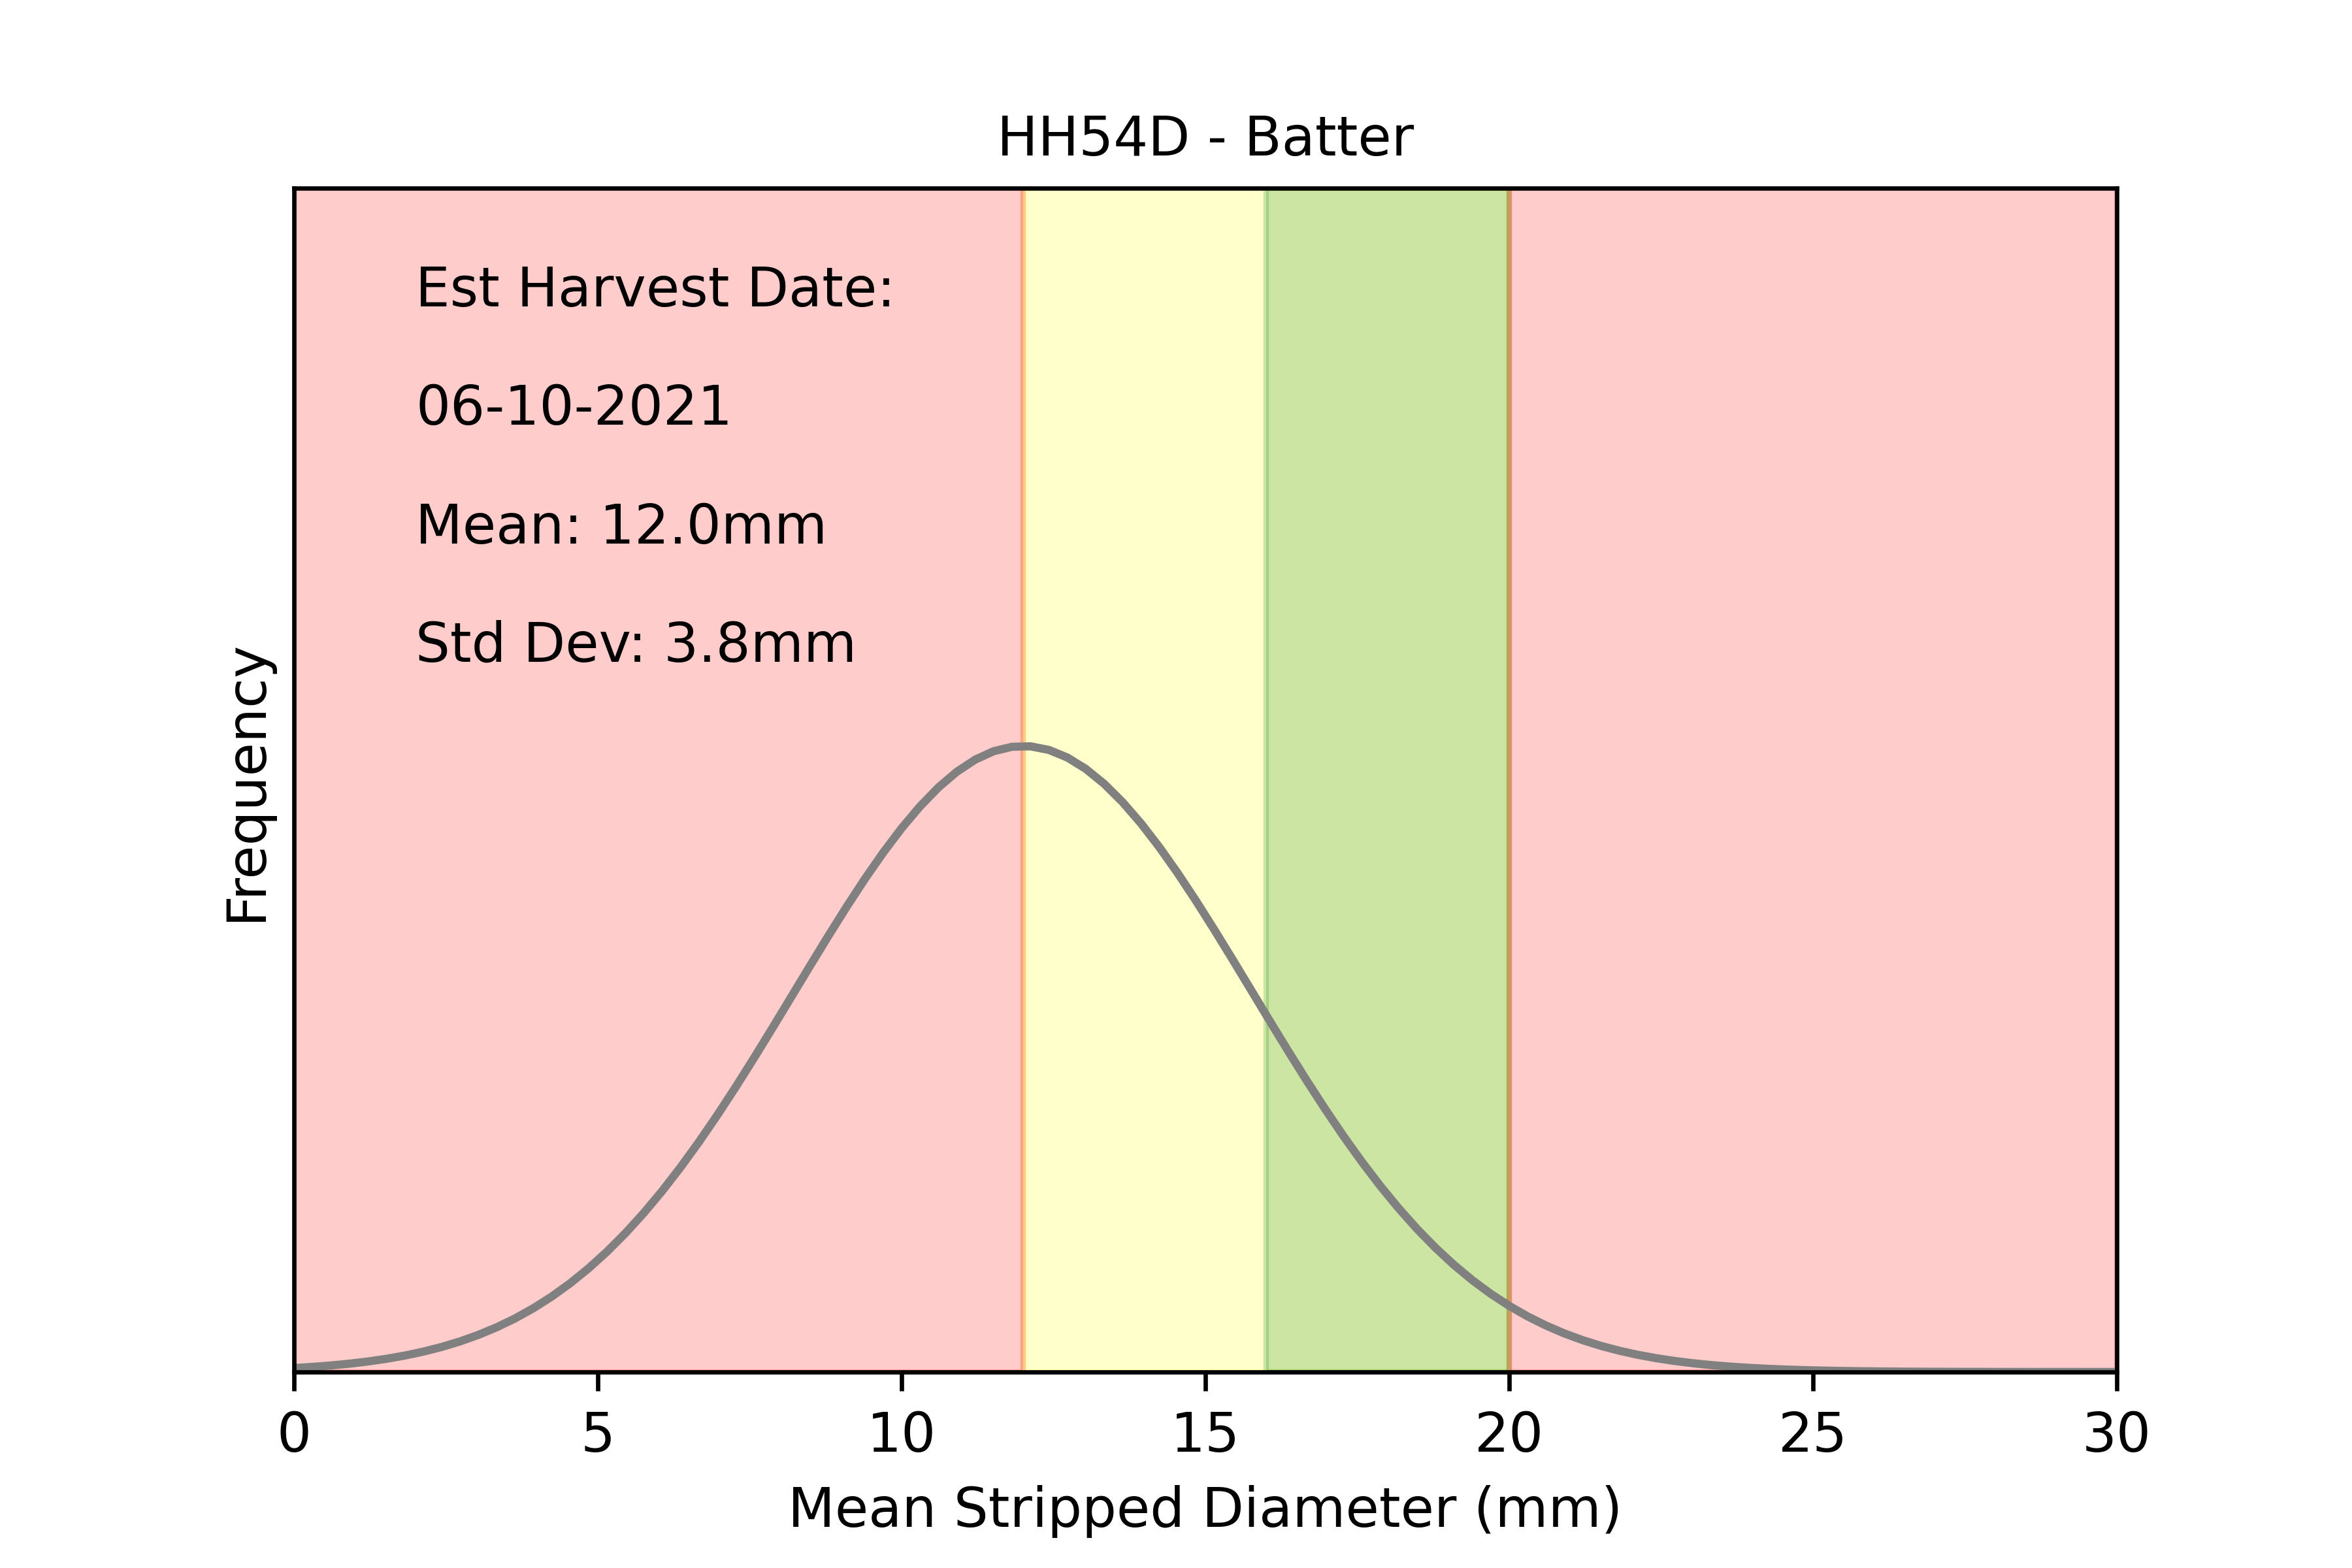 HH54D - Batter
Est Harvest Date:
06-10-2021
Mean: 12.0mm
Std Dev: 3.8mm
Frequency
0 5 10 15 20 25 30
Mean Stripped Diameter (mm)